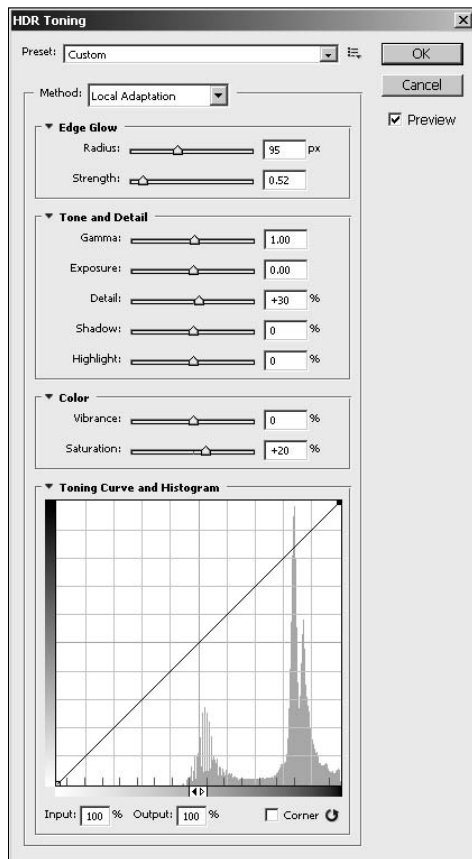 HDR Toning
Preset: Custom
OK
Cancel
Preview
Method: Local Adaptation
Edge Glow
Radius: 95 px
Strength: 0.52
Tone and Detail
Gamma: 1.00
Exposure: 0.00
Detail: +30 %
Shadow: 0 %
Highlight: 0 %
Color
Vibrance: 0 %
Saturation: +20 %
Toning Curve and Histogram
Input: 100 % Output: 100 % Corner